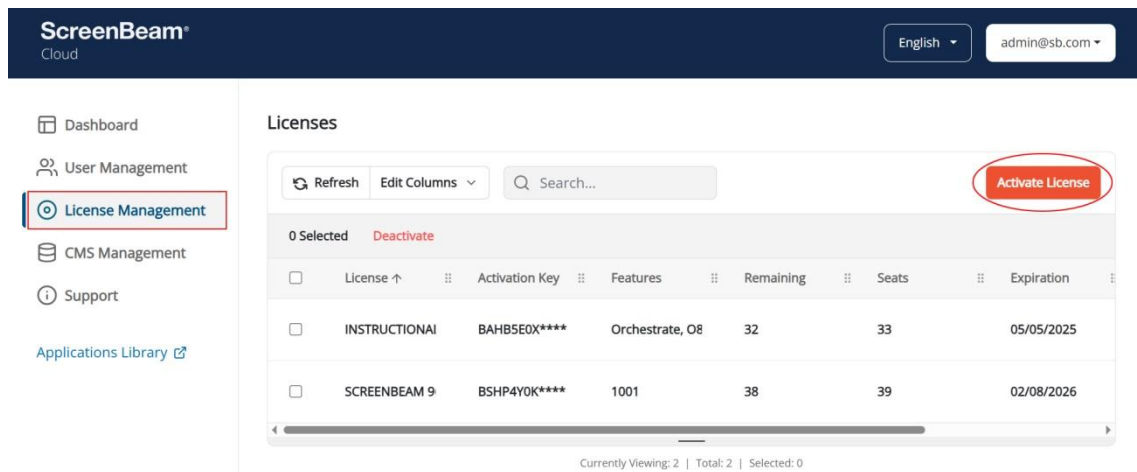 ScreenBeam®
Cloud
English
admin@sb.com
Dashboard
User Management
License Management
CMS Management
Support
Applications Library
Licenses
Refresh Edit Columns Search... Activate License
0 Selected Deactivate
License Activation Key Features Remaining Seats Expiration
INSTRUCTIONAL BAHB5E0X**** Orchestrate, O8 32 33 05/05/2025
SCREENBEAM 9 BSHP4Y0K**** 1001 38 39 02/08/2026
Currently Viewing: 2 | Total: 2 | Selected: 0